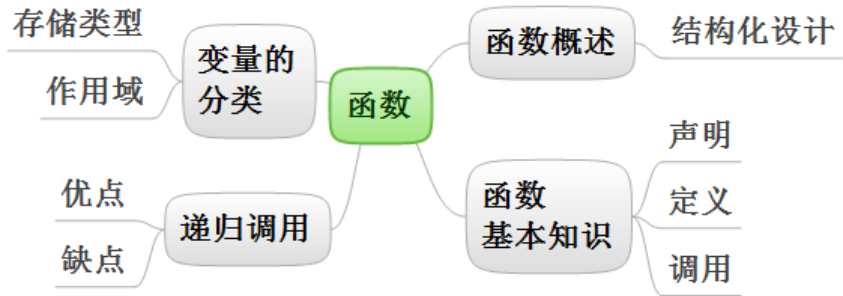 存储类型
作用域
变量的
分类
函数
函数概述
结构化设计
优点
缺点
递归调用
函数
基本知识
声明
定义
调用